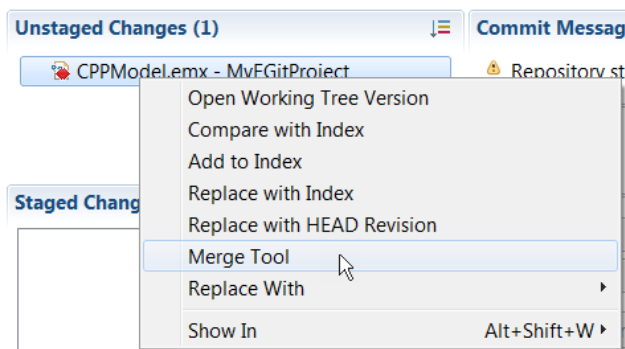 Unstaged Changes (1)
Commit Messag
CPPModel.emx - MyEGitProject
Repository st
Open Working Tree Version
Compare with Index
Add to Index
Replace with Index
Staged Chang
Replace with HEAD Revision
Merge Tool
Replace With
Show In Alt+Shift+W